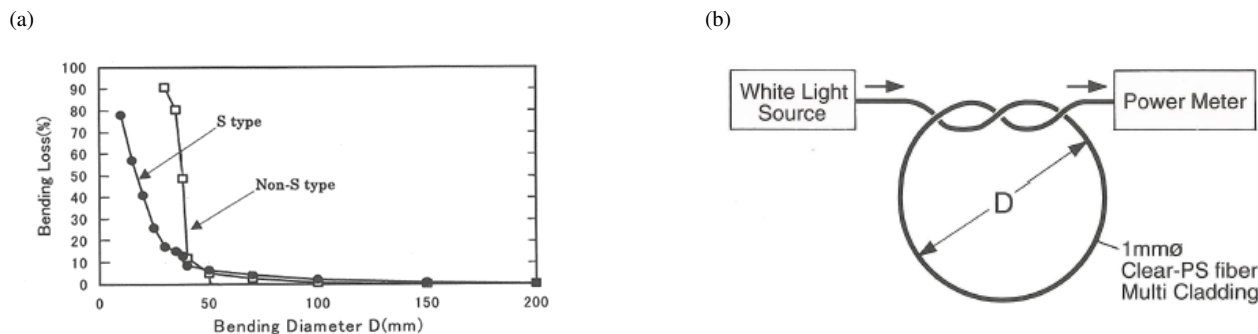 (a)
100
90
80
70
60
50
40
30
20
10
0
Bending Loss(%)
S type
Non-S type
0 50 100 150 200
Bending Diameter D(mm)
(b)
White Light
Source
Power Meter
D
1mmø
Clear-PS fiber
Multi Cladding